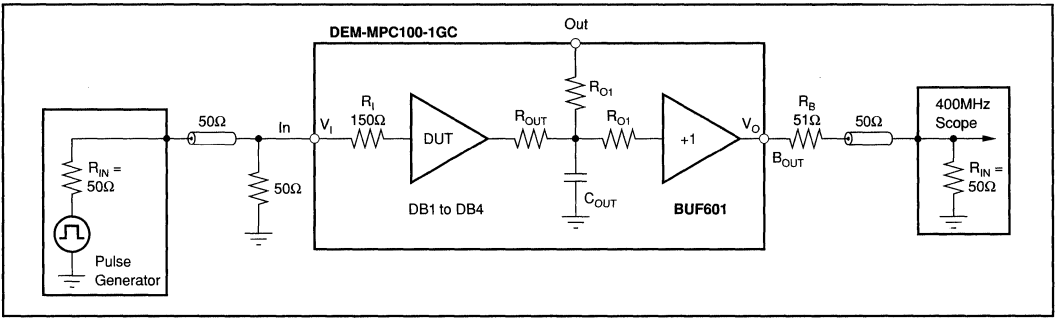 Out
DEM-MPC100-1GC
R_O1
R_I
150Ω
DUT
R_OUT
R_O1
+1
V_O
R_B
51Ω
50Ω
400MHz
Scope
50Ω
In
V_I
B_OUT
R_IN =
50Ω
50Ω
R_IN =
50Ω
C_OUT
DB1 to DB4
BUF601
Pulse
Generator